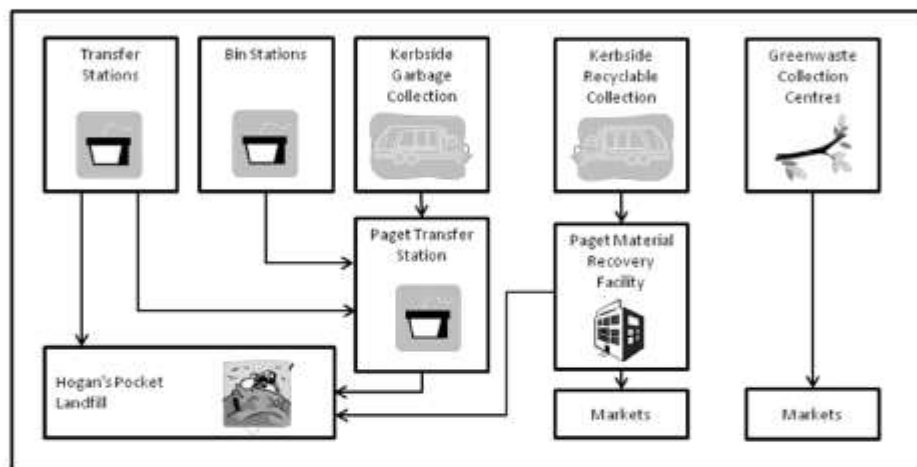 Transfer
Stations
Bin Stations
Kerbside
Garbage
Collection
Kerbside
Recyclable
Collection
Greenwaste
Collection
Centres
Paget Transfer
Station
Paget Material
Recovery
Facility
Hogan's Pocket
Landfill
Markets
Markets